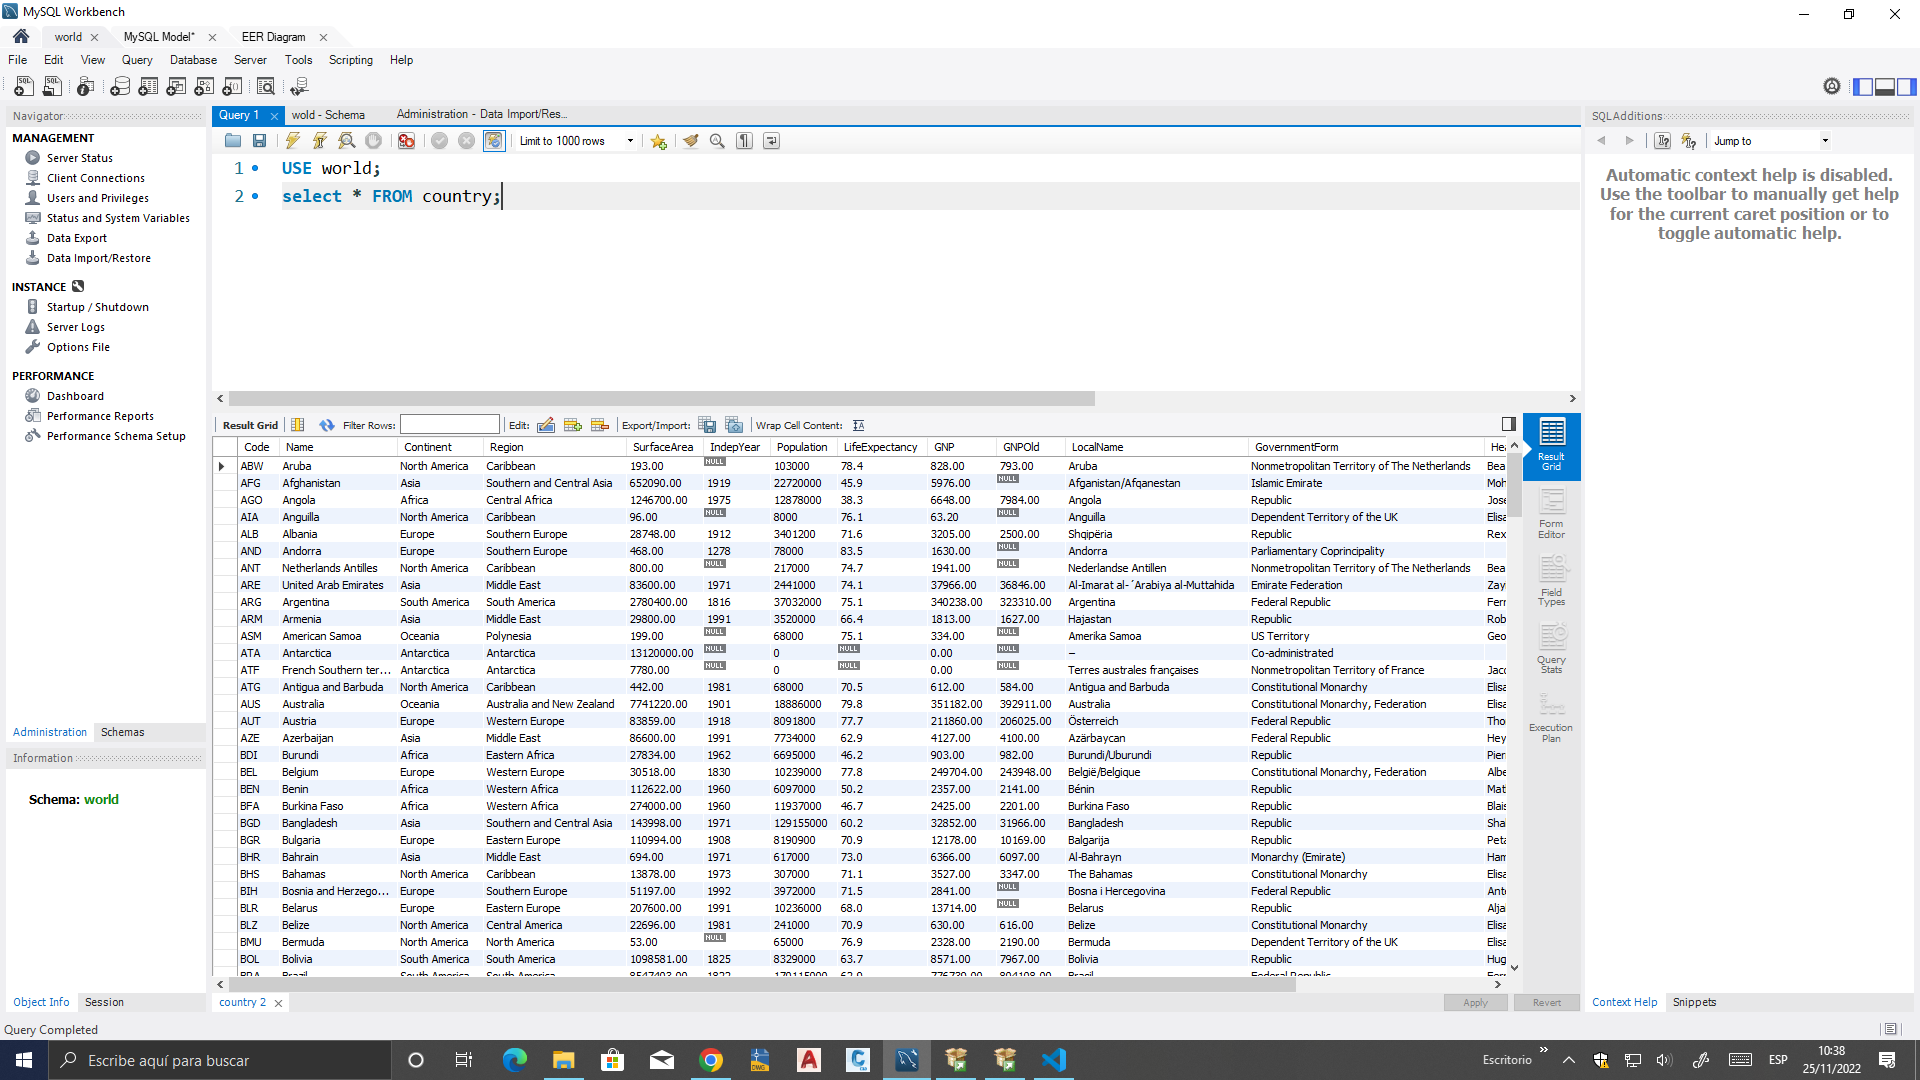 MySQL Workbench
world
MySQL Model*
EER Diagram
File Edit View Query Database Server Tools Scripting Help
Navigator
MANAGEMENT
Server Status
Client Connections
Users and Privileges
Status and System Variables
Data Export
Data Import/Restore
INSTANCE
Startup / Shutdown
Server Logs
Options File
PERFORMANCE
Dashboard
Performance Reports
Performance Schema Setup
Administration Schemas
Information
Schema: world
Object Info Session
Query 1 wold - Schema Administration - Data Import/Res...
Limit to 1000 rows
1 USE world;
2 select * FROM country;
Result Grid Filter Rows: Edit: Export/Import: Wrap Cell Content:
Code Name Continent Region SurfaceArea IndepYear Population LifeExpectancy GNP GNPOld LocalName GovernmentForm Hea
ABW Aruba North America Caribbean 193.00 NULL 103000 78.4 828.00 793.00 Aruba Nonmetropolitan Territory of The Netherlands Bea
AFG Afghanistan Asia Southern and Central Asia 652090.00 1919 22720000 45.9 5976.00 NULL Afganistan/Afqanestan Islamic Emirate Moh
AGO Angola Africa Central Africa 1246700.00 1975 12878000 38.3 6648.00 7984.00 Angola Republic José
AIA Anguilla North America Caribbean 96.00 NULL 8000 76.1 63.20 NULL Anguilla Dependent Territory of the UK Elisa
ALB Albania Europe Southern Europe 28748.00 1912 3401200 71.6 3205.00 2500.00 Shqipëria Republic Rex
AND Andorra Europe Southern Europe 468.00 1278 78000 83.5 1630.00 NULL Andorra Parliamentary Coprincipality
ANT Netherlands Antilles North America Caribbean 800.00 NULL 217000 74.7 1941.00 NULL Nederlandse Antillen Nonmetropolitan Territory of The Netherlands Bea
ARE United Arab Emirates Asia Middle East 83600.00 1971 2441000 74.1 37966.00 36846.00 Al-Imarat al-´Arabiya al-Muttahida Emirate Federation Zay
ARG Argentina South America South America 2780400.00 1816 37032000 75.1 340238.00 323310.00 Argentina Federal Republic Ferr
ARM Armenia Asia Middle East 29800.00 1991 3520000 66.4 1813.00 1627.00 Hajastan Republic Rob
ASM American Samoa Oceania Polynesia 199.00 NULL 68000 75.1 334.00 NULL Amerika Samoa US Territory Geo
ATA Antarctica Antarctica Antarctica 13120000.00 NULL 0 NULL 0.00 NULL – Co-administrated
ATF French Southern ter... Antarctica Antarctica 7780.00 NULL 0 NULL 0.00 NULL Terres australes françaises Nonmetropolitan Territory of France Jacq
ATG Antigua and Barbuda North America Caribbean 442.00 1981 68000 70.5 612.00 584.00 Antigua and Barbuda Constitutional Monarchy Elisa
AUS Australia Oceania Australia and New Zealand 7741220.00 1901 18886000 79.8 351182.00 392911.00 Australia Constitutional Monarchy, Federation Elisa
AUT Austria Europe Western Europe 83859.00 1918 8091800 77.7 211860.00 206025.00 Österreich Federal Republic Tho
AZE Azerbaijan Asia Middle East 86600.00 1991 7734000 62.9 4127.00 4100.00 Azärbaycan Federal Republic Hey
BDI Burundi Africa Eastern Africa 27834.00 1962 6695000 46.2 903.00 982.00 Burundi/Uburundi Republic Pier
BEL Belgium Europe Western Europe 30518.00 1830 10239000 77.8 249704.00 243948.00 België/Belgique Constitutional Monarchy, Federation Albe
BEN Benin Africa Western Africa 112622.00 1960 6097000 50.2 2357.00 2141.00 Bénin Republic Mat
BFA Burkina Faso Africa Western Africa 274000.00 1960 11937000 46.7 2425.00 2201.00 Burkina Faso Republic Blais
BGD Bangladesh Asia Southern and Central Asia 143998.00 1971 129155000 60.2 32852.00 31966.00 Bangladesh Republic Sha
BGR Bulgaria Europe Eastern Europe 110994.00 1908 8190900 70.9 12178.00 10169.00 Balgarija Republic Peta
BHR Bahrain Asia Middle East 694.00 1971 617000 73.0 6366.00 6097.00 Al-Bahrayn Monarchy (Emirate) Ham
BHS Bahamas North America Caribbean 13878.00 1973 307000 71.1 3527.00 3347.00 The Bahamas Constitutional Monarchy Elisa
BIH Bosnia and Herzego... Europe Southern Europe 51197.00 1992 3972000 71.5 2841.00 NULL Bosna i Hercegovina Federal Republic Ante
BLR Belarus Europe Eastern Europe 207600.00 1991 10236000 68.0 13714.00 NULL Belarus Republic Alja
BLZ Belize North America Central America 22696.00 1981 241000 70.9 630.00 616.00 Belize Constitutional Monarchy Elisa
BMU Bermuda North America North America 53.00 NULL 65000 76.9 2328.00 2190.00 Bermuda Dependent Territory of the UK Elisa
BOL Bolivia South America South America 1098581.00 1825 8329000 63.7 8571.00 7967.00 Bolivia Republic Hug
BRA Brazil South America South America 8547403.00 1822 170115000 62.9 776739.00 804108.00 Brasil Federal Republic
country 2
Apply Revert
Result Grid
Form Editor
Field Types
Query Stats
Execution Plan
SQLAdditions
Jump to
Automatic context help is disabled.
Use the toolbar to manually get help
for the current caret position or to
toggle automatic help.
Context Help Snippets
Query Completed
Escribe aquí para buscar
Escritorio
ESP
10:38
25/11/2022